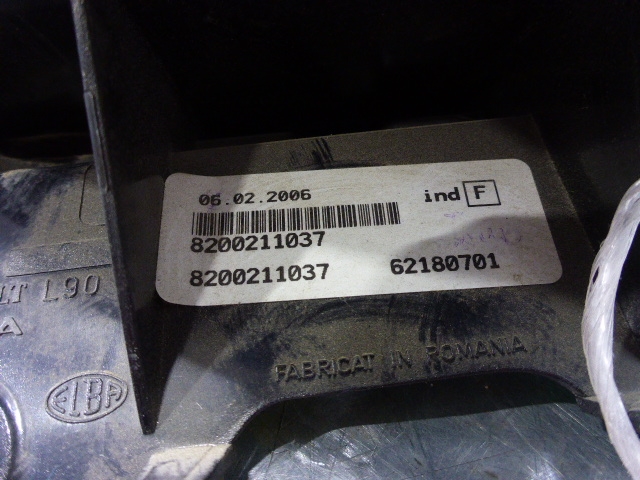 06.02.2006 ind F
8200211037
8200211037 62180701
LT L90
A
FABRICAT IN ROMANIA
ELBA